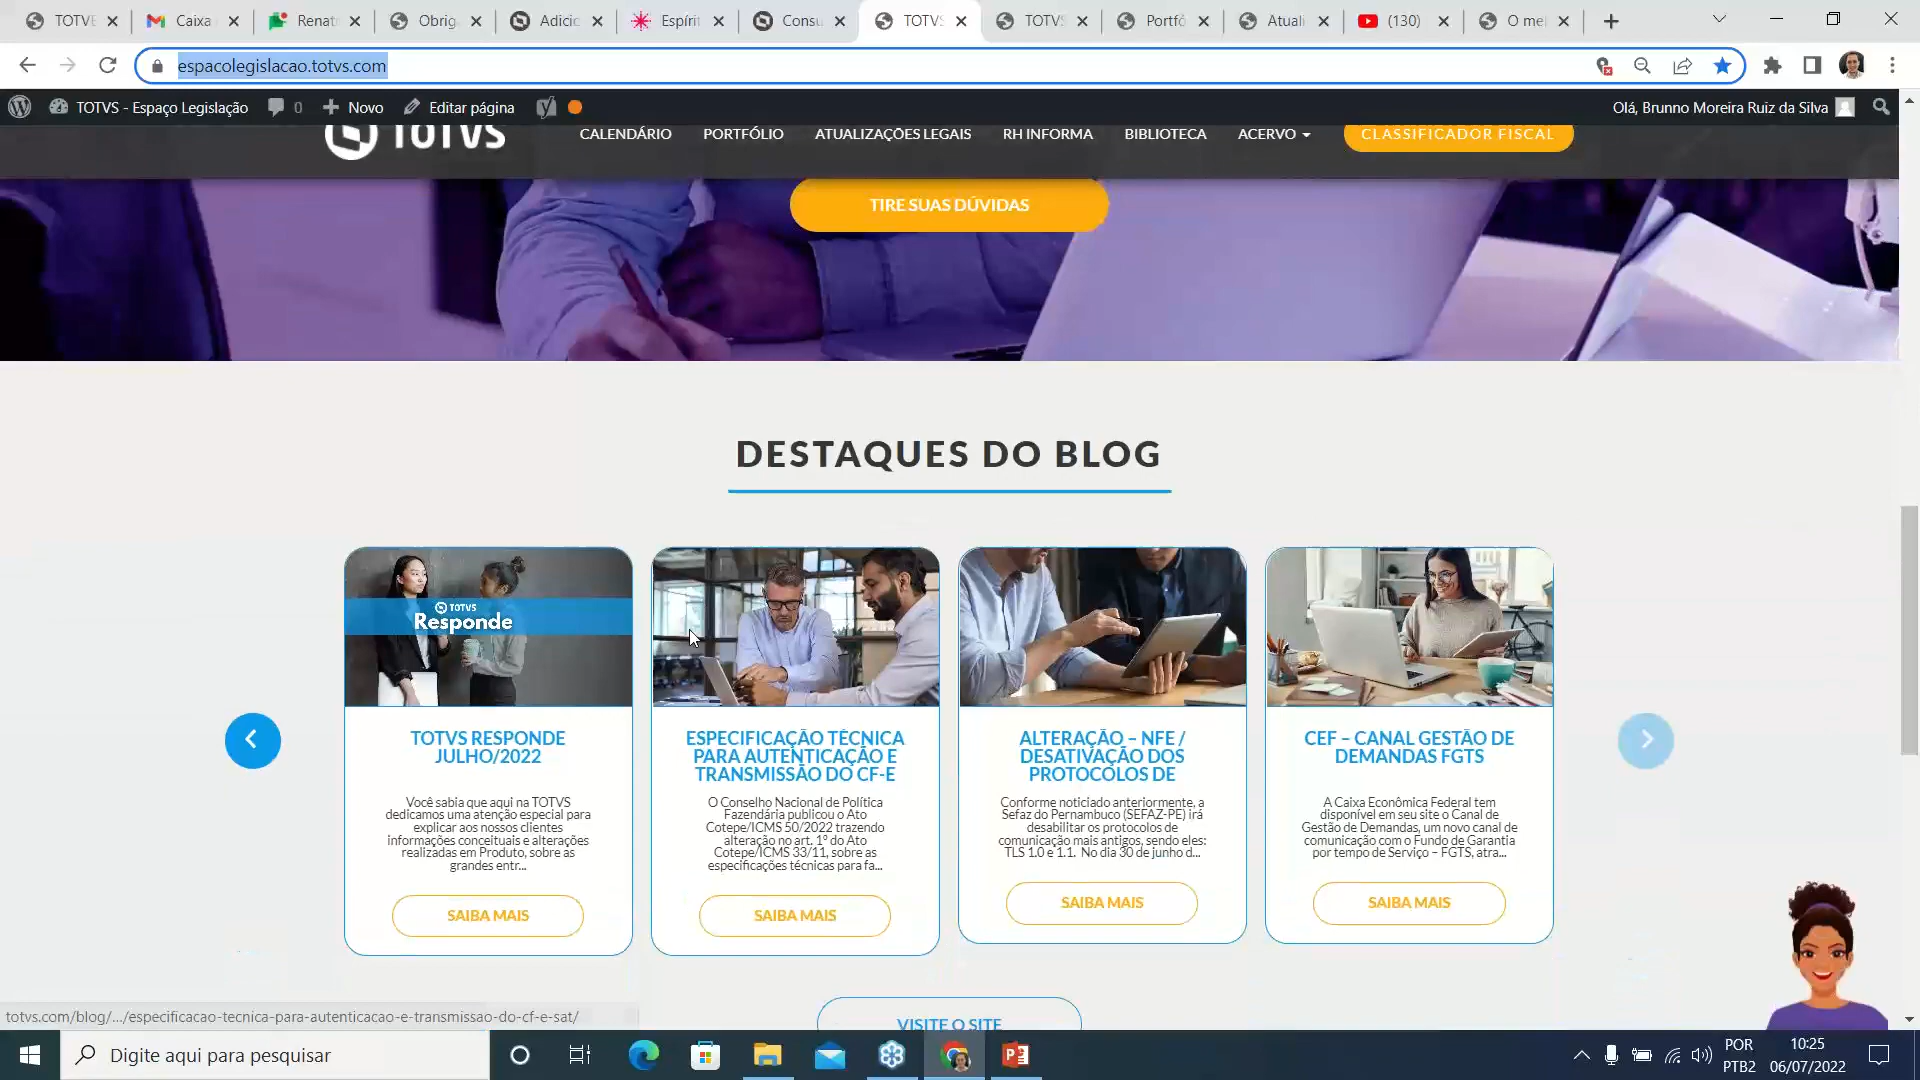 TOTVE
Caixa
Renat
Obrig
Adicio
Espírit
Consu
TOTVS
TOTVS
Portfó
Atuali
(130)
O mel
espacolegislacao.totvs.com
TOTVS - Espaço Legislação
0
Novo
Editar página
Olá, Brunno Moreira Ruiz da Silva
TOTVS
CALENDÁRIO
PORTFÓLIO
ATUALIZAÇÕES LEGAIS
RH INFORMA
BIBLIOTECA
ACERVO
CLASSIFICADOR FISCAL
TIRE SUAS DÚVIDAS
DESTAQUES DO BLOG
TOTVS
Responde
TOTVS RESPONDE
JULHO/2022
Você sabia que aqui na TOTVS
dedicamos uma atenção especial para
explicar aos nossos clientes
informações conceituais e alterações
realizadas em Produto, sobre as
grandes entr...
SAIBA MAIS
ESPECIFICAÇÃO TÉCNICA
PARA AUTENTICAÇÃO E
TRANSMISSÃO DO CF-E
O Conselho Nacional de Política
Fazendária publicou o Ato
Cotepe/ICMS 50/2022 trazendo
alteração no art. 1º do Ato
Cotepe/ICMS 33/11, sobre as
especificações técnicas para fa...
SAIBA MAIS
ALTERAÇÃO – NFE /
DESATIVAÇÃO DOS
PROTOCOLOS DE
Conforme noticiado anteriormente, a
Sefaz do Pernambuco (SEFAZ-PE) irá
desabilitar os protocolos de
comunicação mais antigos, sendo eles:
TLS 1.0 e 1.1. No dia 30 de junho d...
SAIBA MAIS
CEF – CANAL GESTÃO DE
DEMANDAS FGTS
A Caixa Econômica Federal tem
disponível em seu site o Canal de
Gestão de Demandas, um novo canal de
comunicação com o Fundo de Garantia
por tempo de Serviço – FGTS, atra...
SAIBA MAIS
VISITE O SITE
totvs.com/blog/.../especificacao-tecnica-para-autenticacao-e-transmissao-do-cf-e-sat/
Digite aqui para pesquisar
POR
PTB2
10:25
06/07/2022